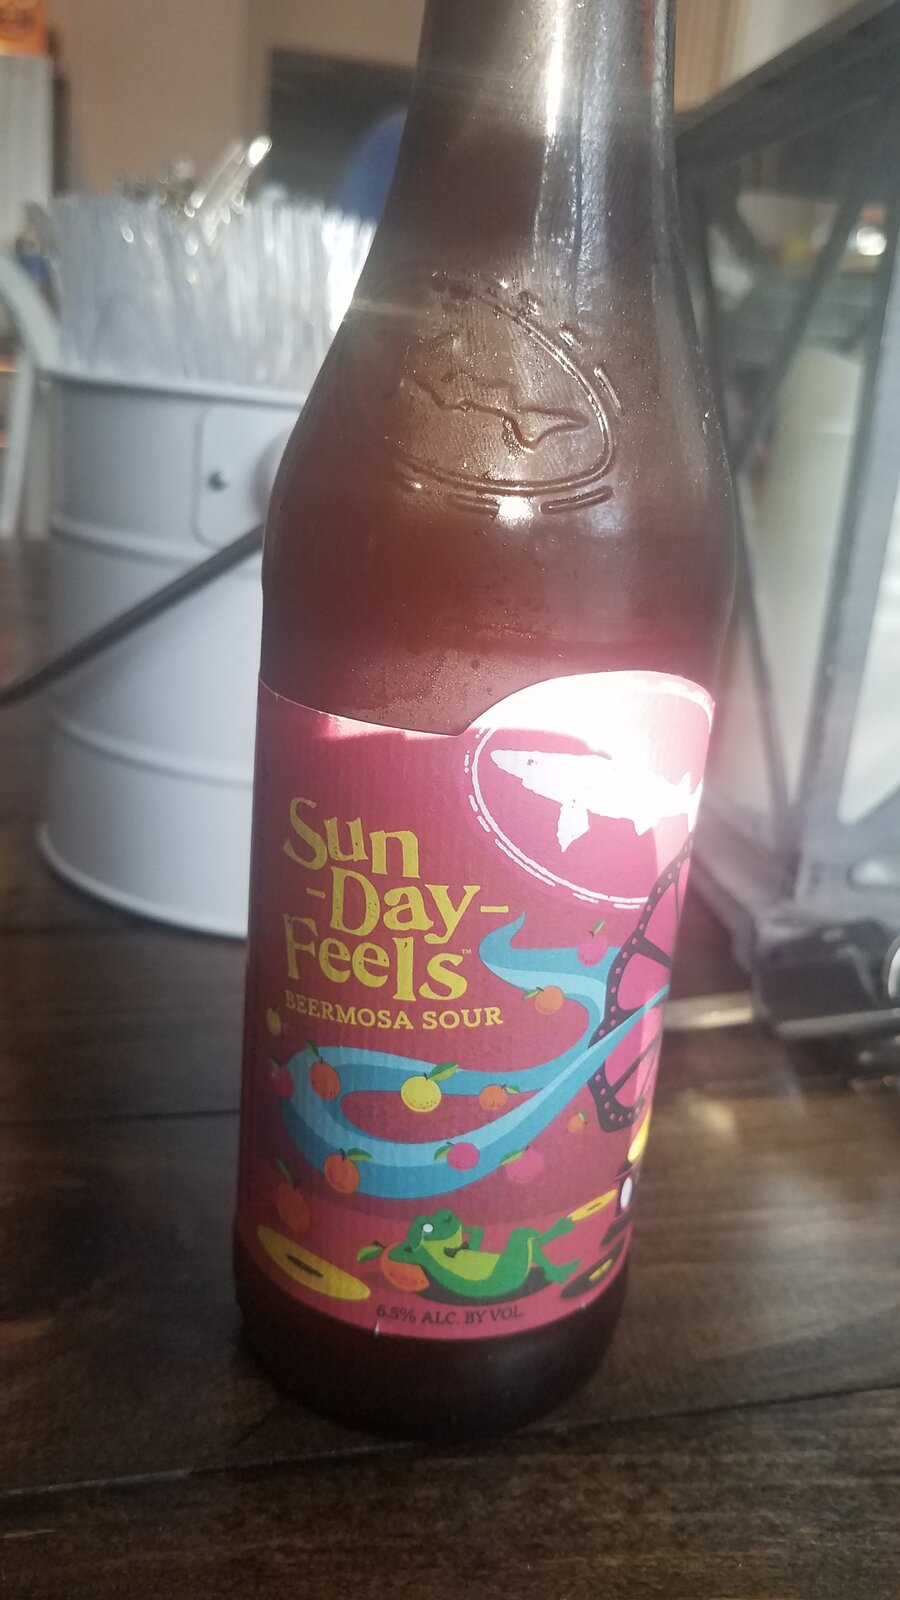 Sun
-Day-
Feels™
BEERMOSA SOUR
6.5% ALC. BY VOL.